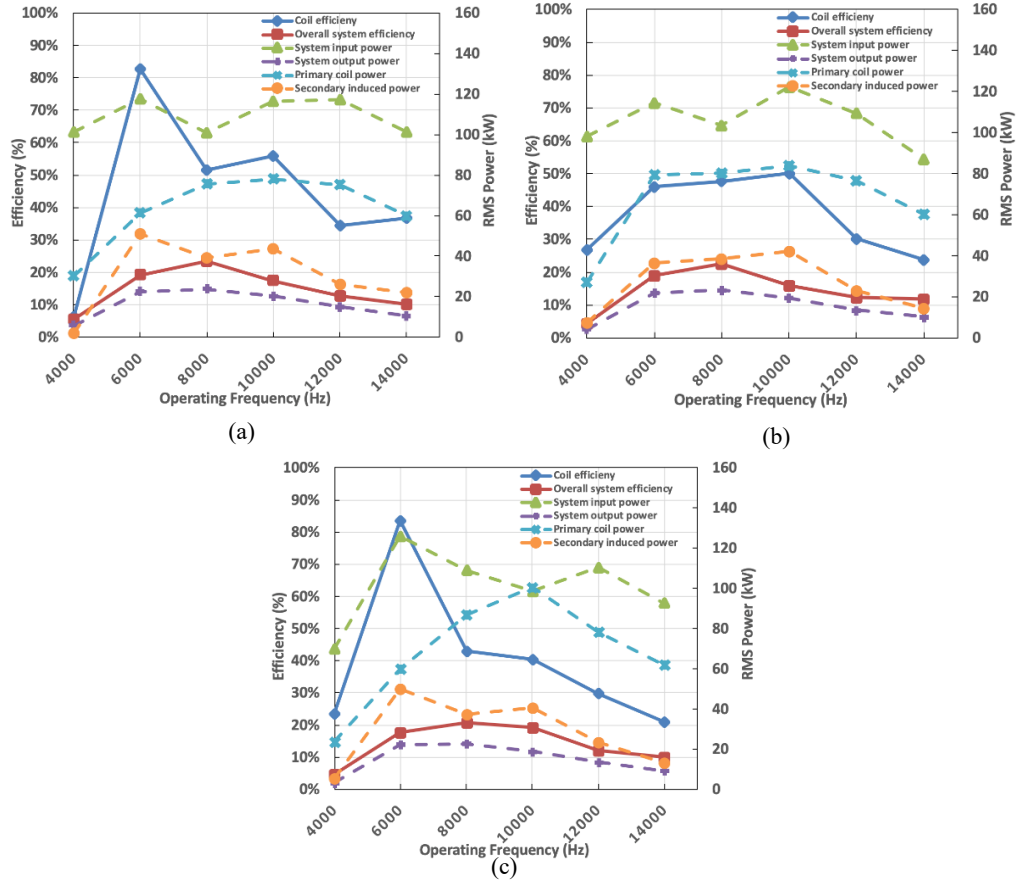 100%
90%
80%
70%
60%
50%
40%
30%
20%
10%
0%
Efficiency (%)
Coil efficieny
Overall system efficiency
System input power
System output power
Primary coil power
Secondary induced power
160
140
120
100
80
60
40
20
0
RMS Power (kW)
4000
6000
8000
10000
12000
14000
Operating Frequency (Hz)
(a)
100%
90%
80%
70%
60%
50%
40%
30%
20%
10%
0%
Efficiency (%)
Coil efficieny
Overall system efficiency
System input power
System output power
Primary coil power
Secondary induced power
160
140
120
100
80
60
40
20
0
RMS Power (kW)
4000
6000
8000
10000
12000
14000
Operating Frequency (Hz)
(b)
100%
90%
80%
70%
60%
50%
40%
30%
20%
10%
0%
Efficiency (%)
Coil efficieny
Overall system efficiency
System input power
System output power
Primary coil power
Secondary induced power
160
140
120
100
80
60
40
20
0
RMS Power (kW)
4000
6000
8000
10000
12000
14000
Operating Frequency (Hz)
(c)